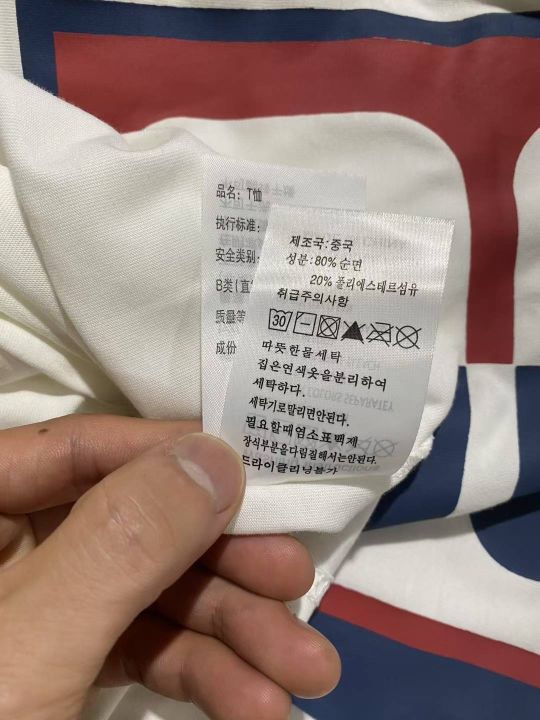 品名: T恤
执行标准:
安全类别:
B类(直
质量等
成份
제조국:중국
성분:80% 순면
20% 폴리에스테르섬유
취급주의사항
30
따뜻한물세탁
짙은연색옷을분리하여
세탁하다.
세탁기로말리면안된다.
필요할때염소표백제
장식부분을다림질해서는안된다.
드라이클리닝불가